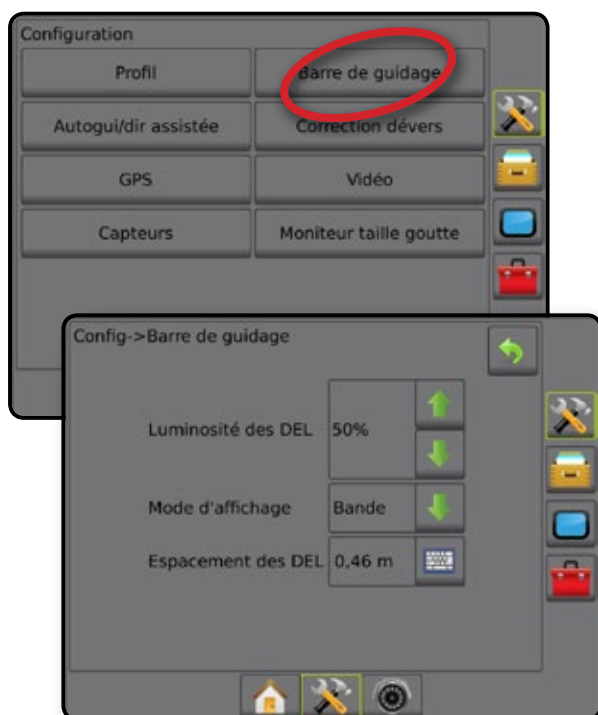 Configuration
Profil
Barre de guidage
Autogui/dir assistée
Correction dévers
GPS
Vidéo
Capteurs
Moniteur taille goutte
Config->Barre de guidage
Luminosité des DEL 50%
Mode d'affichage Bande
Espacement des DEL 0,46 m